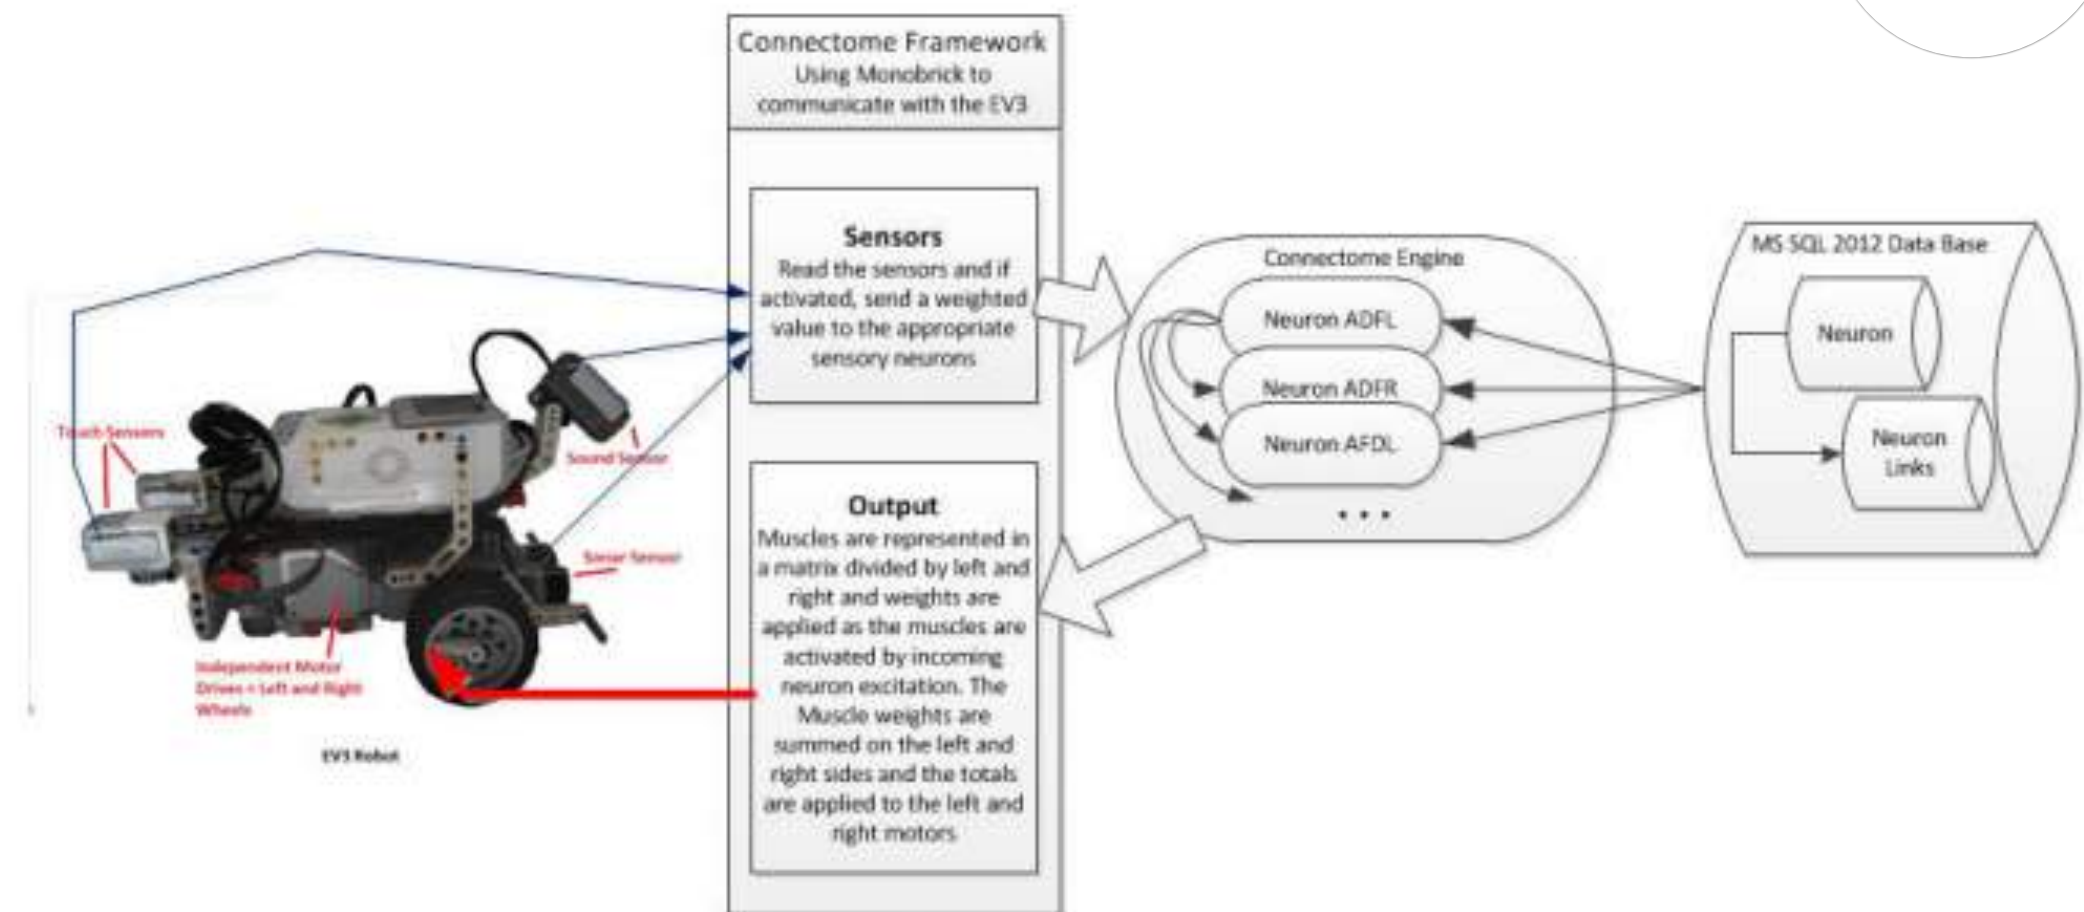 Connectome Framework
Using Monobrick to
communicate with the EV3
Sensors
Read the sensors and if
activated, send a weighted
value to the appropriate
sensory neurons
Output
Muscles are represented in
a matrix divided by left and
right and weights are
applied as the muscles are
activated by incoming
neuron excitation. The
Muscle weights are
summed on the left and
right sides and the totals
are applied to the left and
right motors
Touch Sensors
Sound Sensor
Sonar Sensor
Independent Motor
Drives = Left and Right
Wheels
EV3 Robot
Connectome Engine
Neuron ADFL
Neuron ADFR
Neuron AFDL
• • •
MS SQL 2012 Data Base
Neuron
Neuron
Links